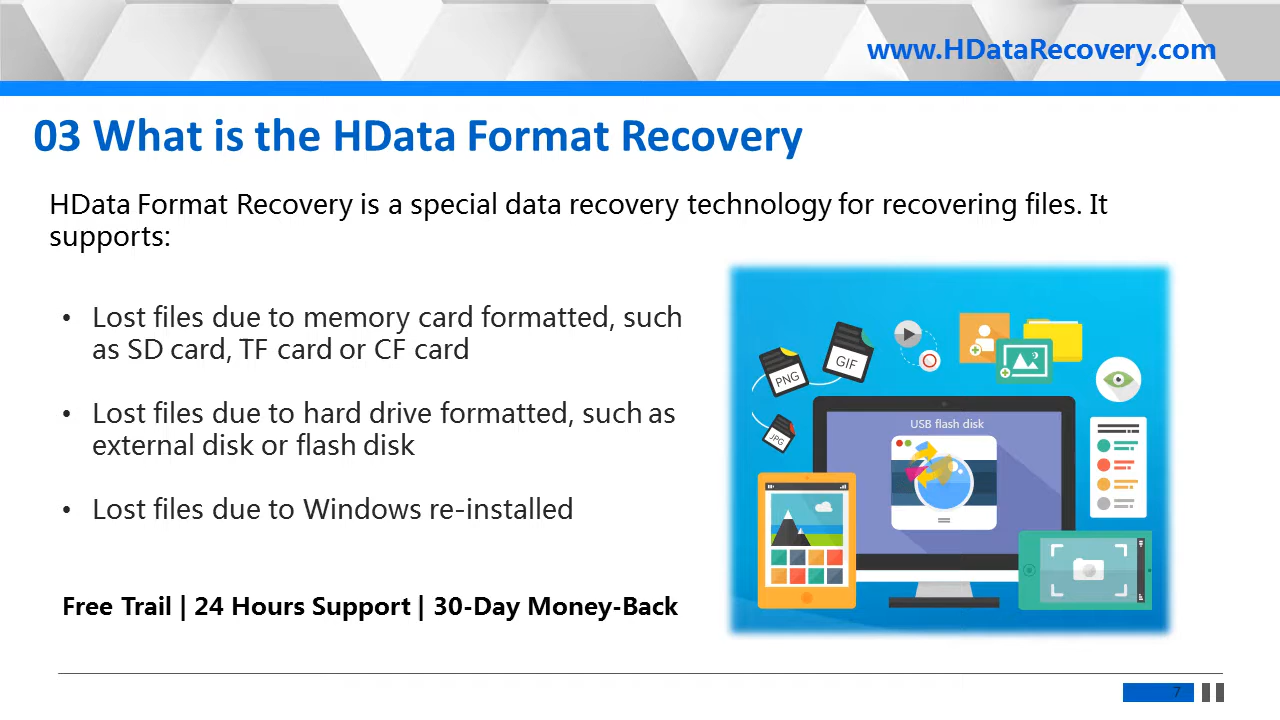 www.HDataRecovery.com
03 What is the HData Format Recovery
HData Format Recovery is a special data recovery technology for recovering files. It
supports:
• Lost files due to memory card formatted, such
as SD card, TF card or CF card
• Lost files due to hard drive formatted, such as
external disk or flash disk
• Lost files due to Windows re-installed
PNG
GIF
JPG
USB flash disk
Free Trail | 24 Hours Support | 30-Day Money-Back
7